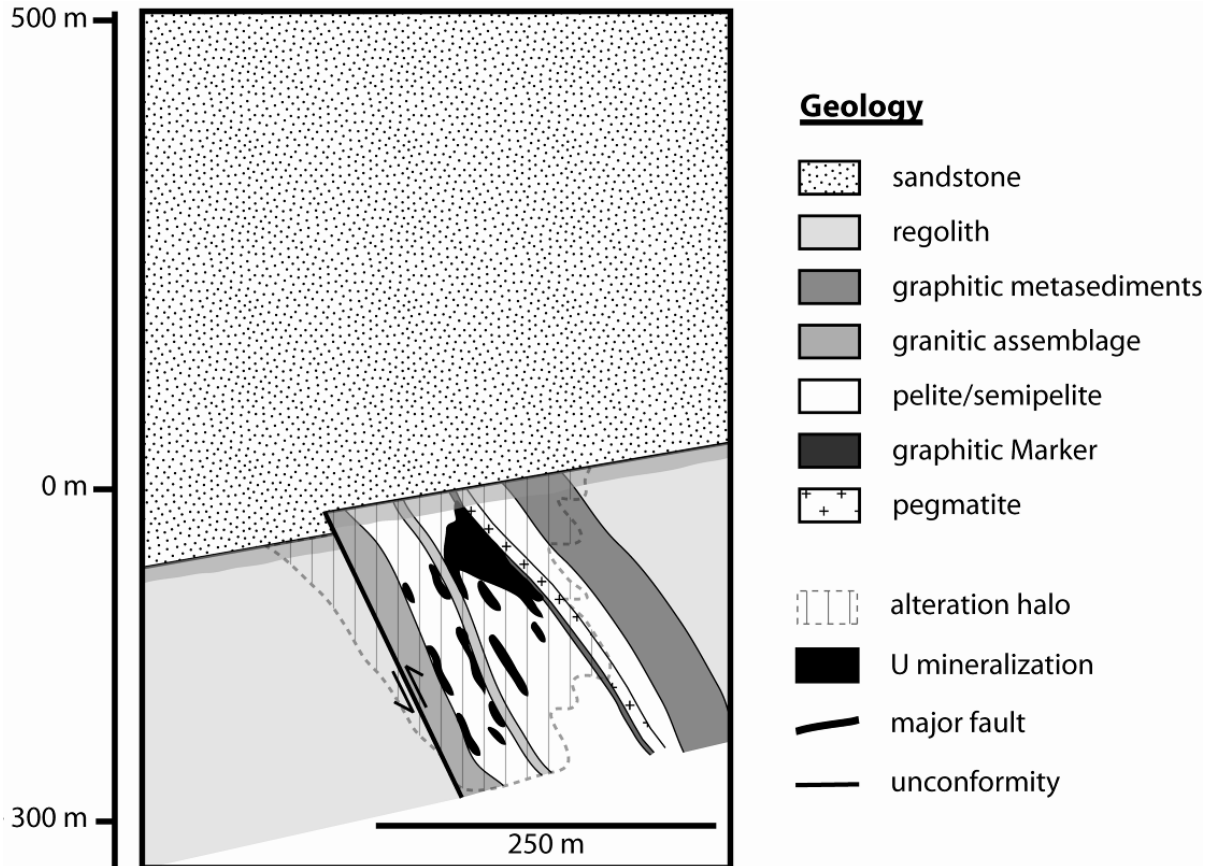 500 m
0 m
300 m
250 m
Geology
sandstone
regolith
graphitic metasediments
granitic assemblage
pelite/semipelite
graphitic Marker
pegmatite
alteration halo
U mineralization
major fault
unconformity